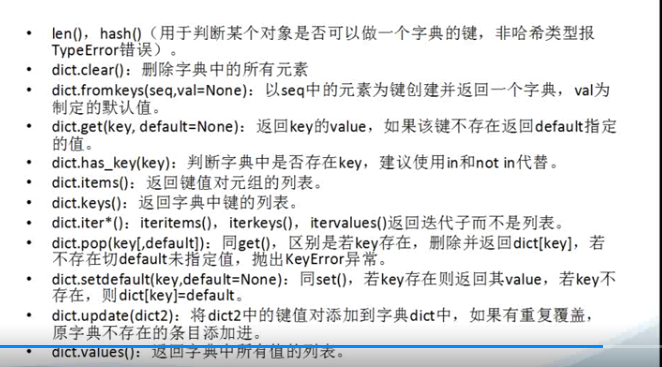 • len()，hash()（用于判断某个对象是否可以做一个字典的键，非哈希类型报
TypeError错误）。
• dict.clear()：删除字典中的所有元素
• dict.fromkeys(seq,val=None)：以seq中的元素为键创建并返回一个字典，val为
制定的默认值。
• dict.get(key, default=None)：返回key的value，如果该键不存在返回default指定
的值。
• dict.has_key(key)：判断字典中是否存在key，建议使用in和not in代替。
• dict.items()：返回键值对元组的列表。
• dict.keys()：返回字典中键的列表。
• dict.iter*()：iteritems()，iterkeys()，itervalues()返回迭代子而不是列表。
• dict.pop(key[,default])：同get()，区别是若key存在，删除并返回dict[key]，若
不存在切default未指定值，抛出KeyError异常。
• dict.setdefault(key,default=None)：同set()，若key存在则返回其value，若key不
存在，则dict[key]=default。
• dict.update(dict2)：将dict2中的键值对添加到字典dict中，如果有重复覆盖，
原字典不存在的条目添加进。
• dict.values()：返回字典中所有值的列表。